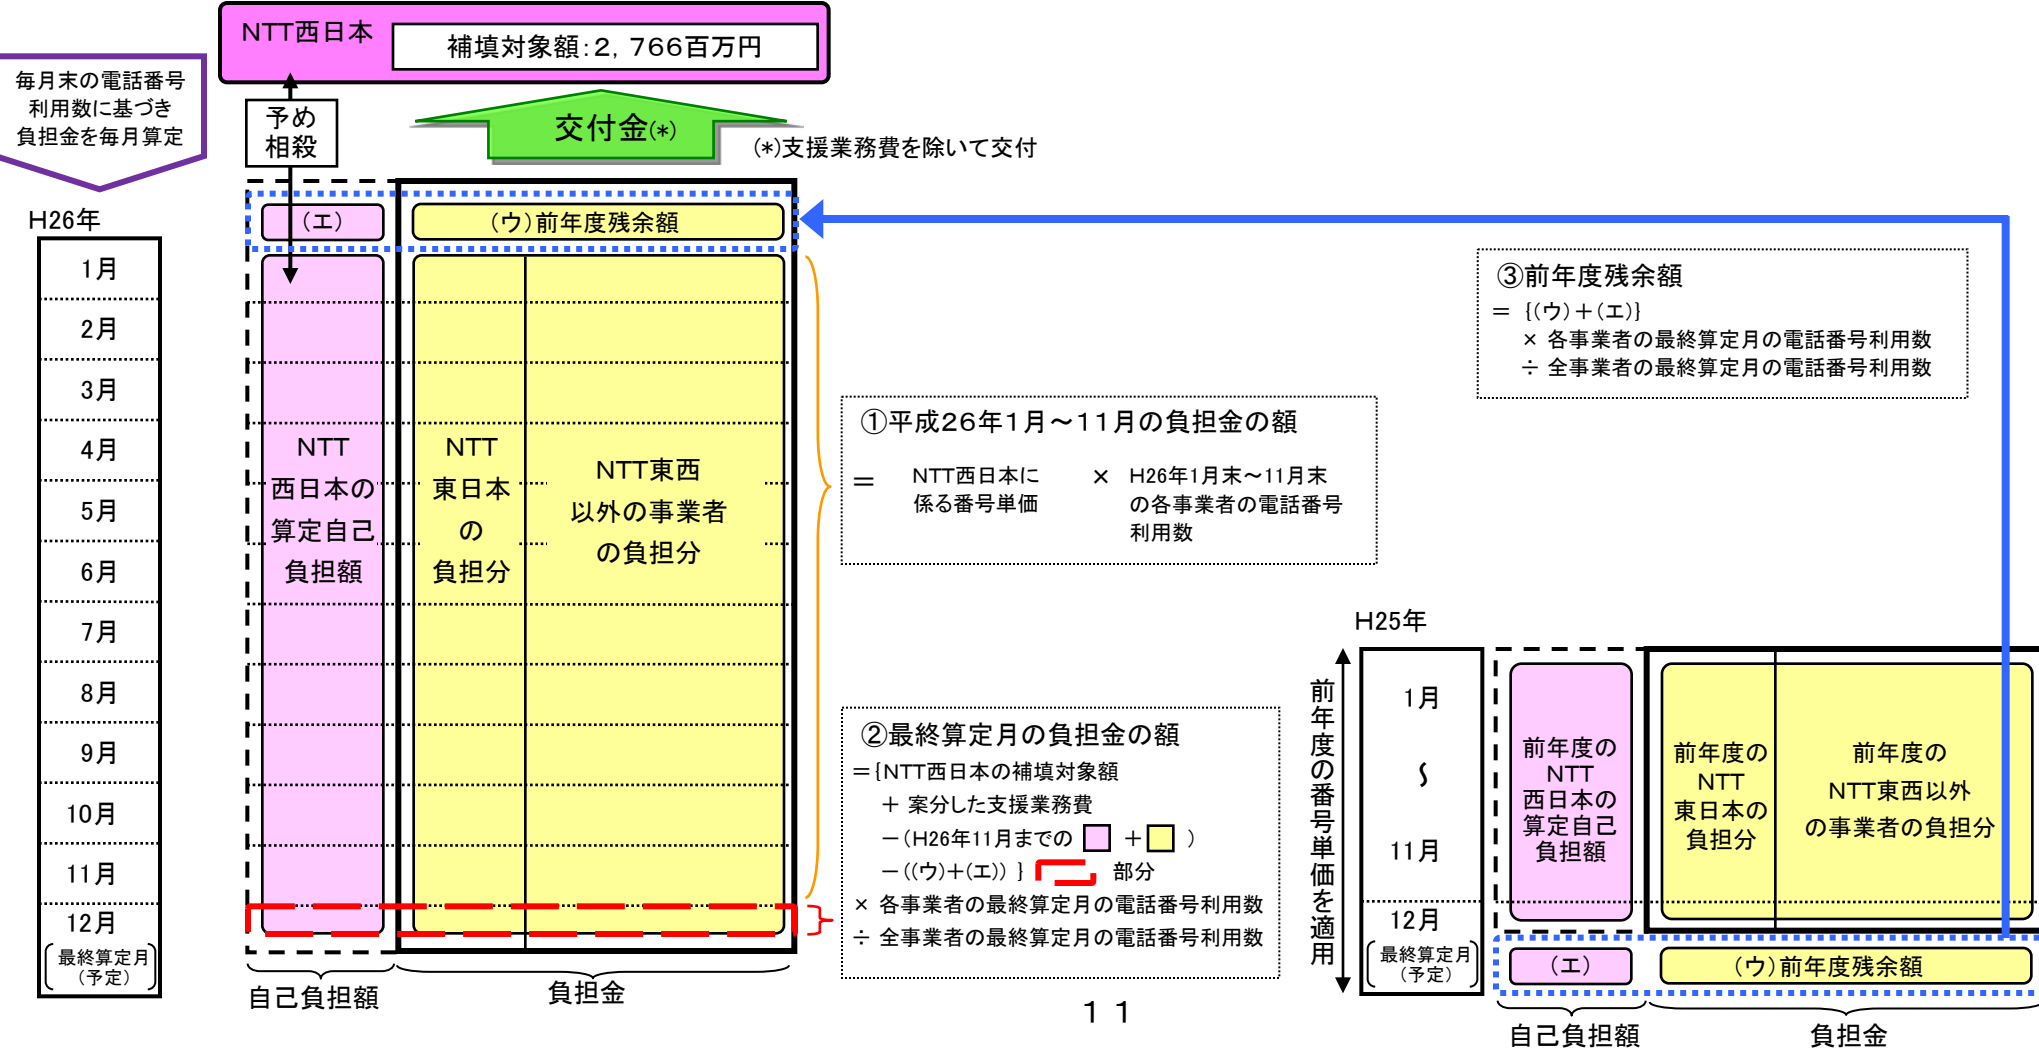 NTT西日本
補填対象額:2,766百万円
毎月末の電話番号
利用数に基づき
負担金を毎月算定
予め
相殺
交付金(*)
(*)支援業務費を除いて交付
H26年
1月
2月
3月
4月
5月
6月
7月
8月
9月
10月
11月
12月
最終算定月
(予定)
(エ)
(ウ)前年度残余額
NTT
西日本の
算定自己
負担額
NTT
東日本
の
負担分
NTT東西
以外の事業者
の負担分
自己負担額
負担金
①平成26年1月~11月の負担金の額
=
NTT西日本に
係る番号単価
×
H26年1月末~11月末
の各事業者の電話番号
利用数
②最終算定月の負担金の額
={NTT西日本の補填対象額
+ 案分した支援業務費
-(H26年11月までの + )
-((ウ)+(エ)) } 部分
× 各事業者の最終算定月の電話番号利用数
÷ 全事業者の最終算定月の電話番号利用数
③前年度残余額
= {(ウ)+(エ)}
× 各事業者の最終算定月の電話番号利用数
÷ 全事業者の最終算定月の電話番号利用数
H25年
前年度の番号単価を適用
1月
~
11月
12月
最終算定月
(予定)
前年度の
NTT
西日本の
算定自己
負担額
前年度の
NTT
東日本の
負担分
前年度の
NTT東西以外
の事業者の負担分
(エ)
(ウ)前年度残余額
自己負担額
負担金
11